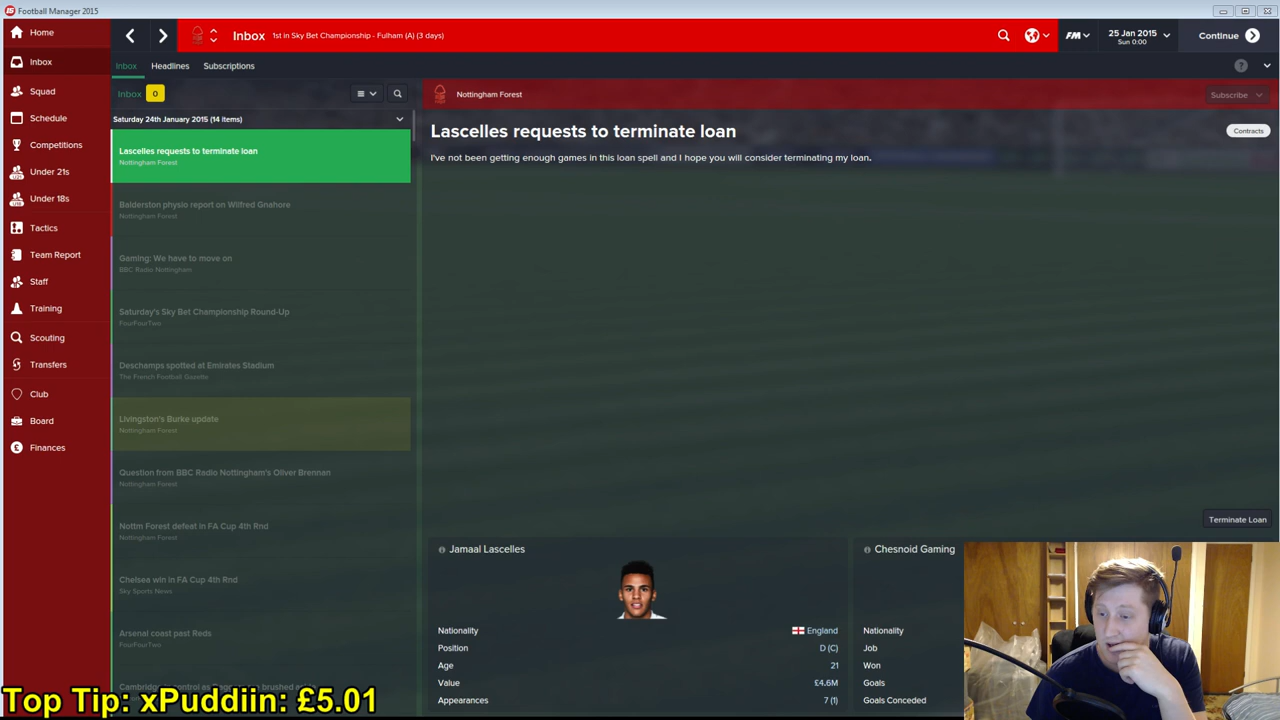 Football Manager 2015
Home
Inbox
Squad
Schedule
Competitions
Under 21s
Under 18s
Tactics
Team Report
Staff
Training
Scouting
Transfers
Club
Board
Finances
Inbox 1st in Sky Bet Championship - Fulham (A) (3 days)
FM
25 Jan 2015
Sun 0:00
Continue
Inbox Headlines Subscriptions
Inbox 0
Saturday 24th January 2015 (14 items)
Lascelles requests to terminate loan
Nottingham Forest
Balderston physio report on Wilfred Gnahore
Nottingham Forest
Gaming: We have to move on
BBC Radio Nottingham
Saturday's Sky Bet Championship Round-Up
FourFourTwo
Deschamps spotted at Emirates Stadium
The French Football Gazette
Livingston's Burke update
Nottingham Forest
Question from BBC Radio Nottingham's Oliver Brennan
Nottingham Forest
Nottm Forest defeat in FA Cup 4th Rnd
Nottingham Forest
Chelsea win in FA Cup 4th Rnd
Sky Sports News
Arsenal coast past Reds
FourFourTwo
Nottingham Forest
Subscribe
Lascelles requests to terminate loan
Contracts
I've not been getting enough games in this loan spell and I hope you will consider terminating my loan.
Terminate Loan
Jamaal Lascelles
Nationality England
Position D (C)
Age 21
Value £4.6M
Appearances 7 (1)
Chesnoid Gaming
Nationality
Job
Won
Goals
Goals Conceded
Top Tip: xPuddiin: £5.01